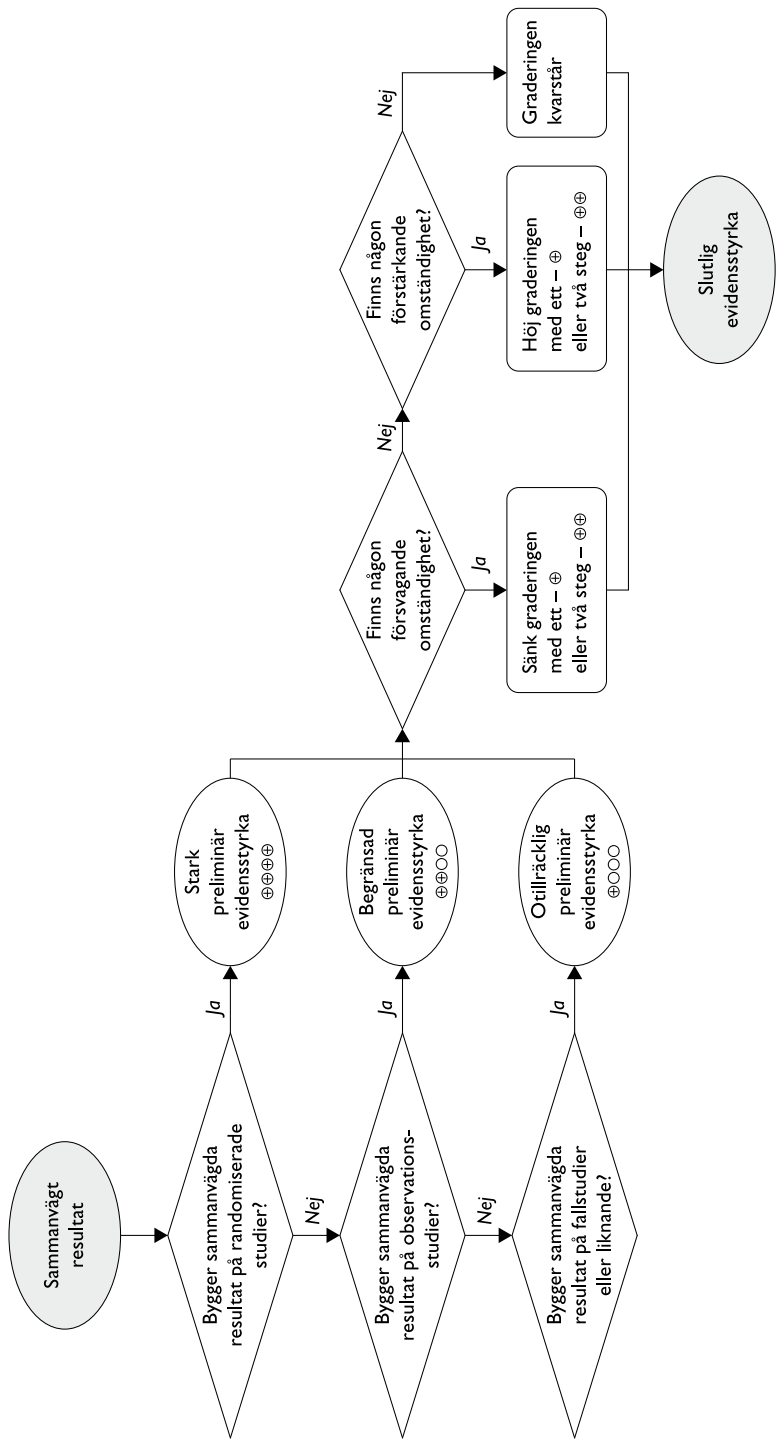 Sammanvägt
resultat
Bygger sammanvägda
resultat på randomiserade
studier?
Ja
Stark
preliminär
evidensstyrka
⊕⊕⊕⊕
Nej
Bygger sammanvägda
resultat på observations-
studier?
Ja
Begränsad
preliminär
evidensstyrka
⊕⊕○○
Nej
Bygger sammanvägda
resultat på fallstudier
eller liknande?
Ja
Otillräcklig
preliminär
evidensstyrka
⊕○○○
Finns någon
försvagande
omständighet?
Ja
Sänk graderingen
med ett – ⊕
eller två steg – ⊕⊕
Nej
Finns någon
förstärkande
omständighet?
Ja
Höj graderingen
med ett – ⊕
eller två steg – ⊕⊕
Nej
Graderingen
kvarstår
Slutlig
evidensstyrka